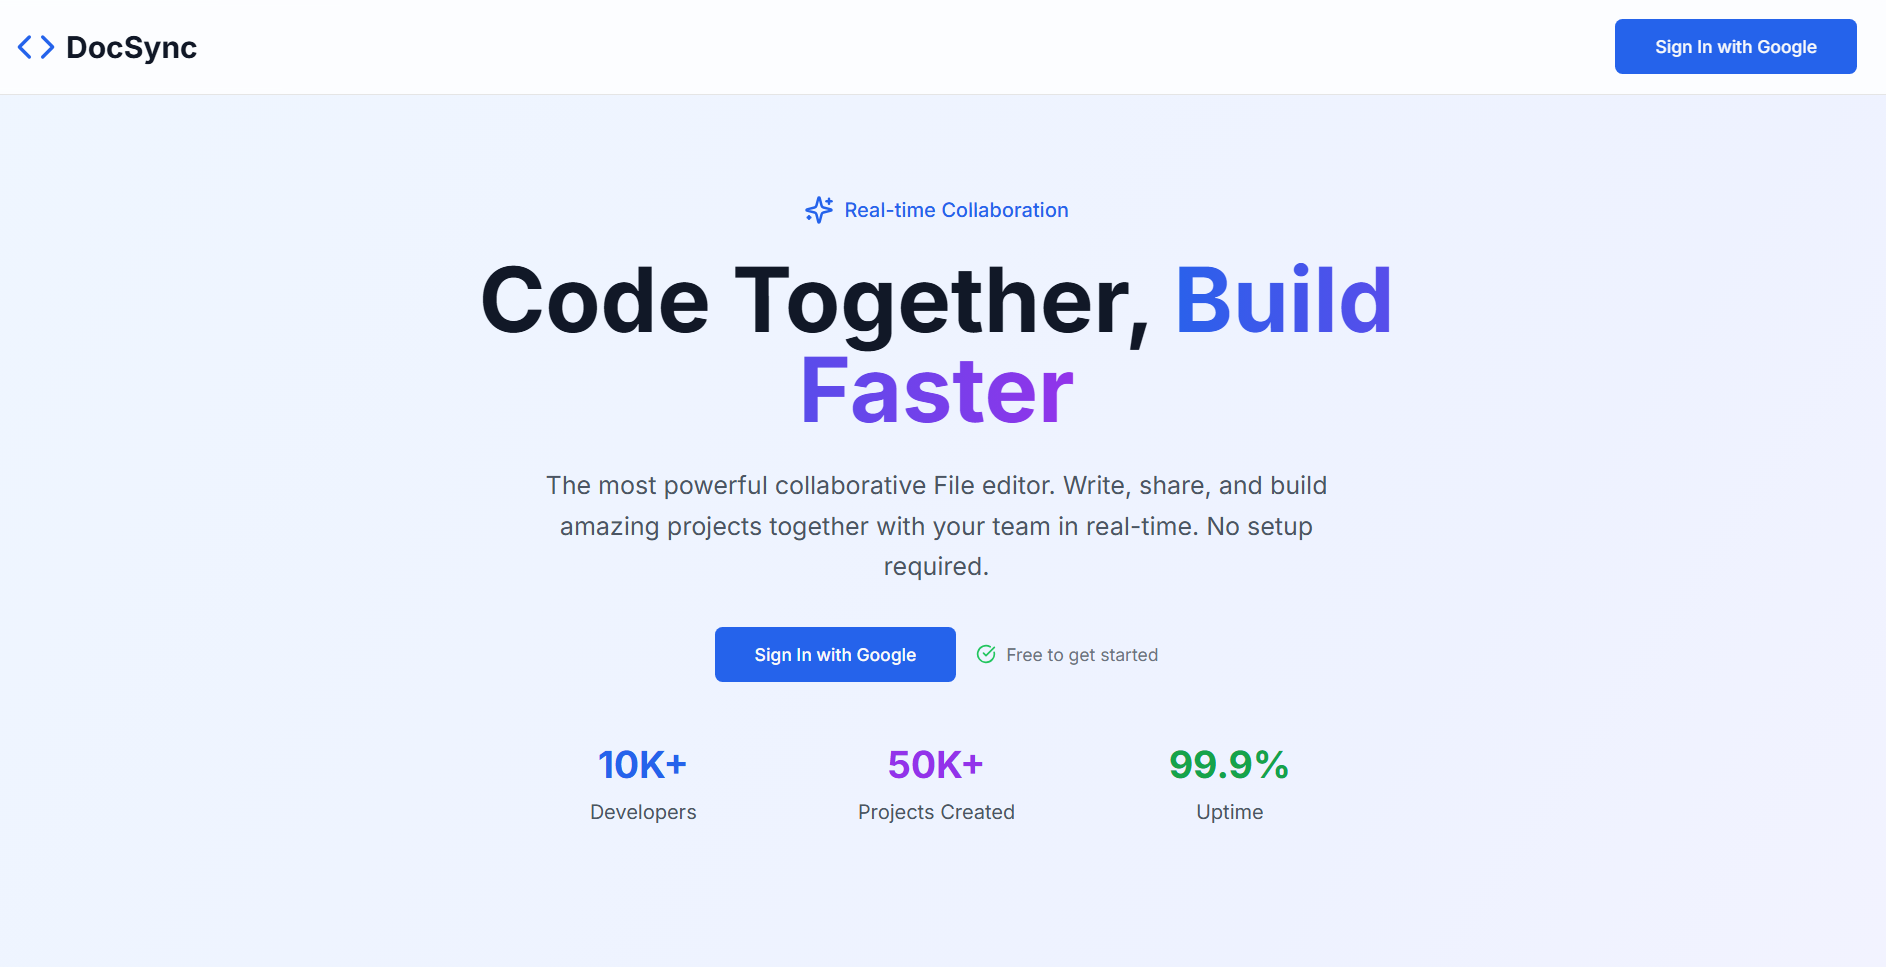 DocSync
Sign In with Google
Real-time Collaboration
Code Together, Build
Faster
The most powerful collaborative File editor. Write, share, and build
amazing projects together with your team in real-time. No setup
required.
Sign In with Google
Free to get started
10K+
Developers
50K+
Projects Created
99.9%
Uptime